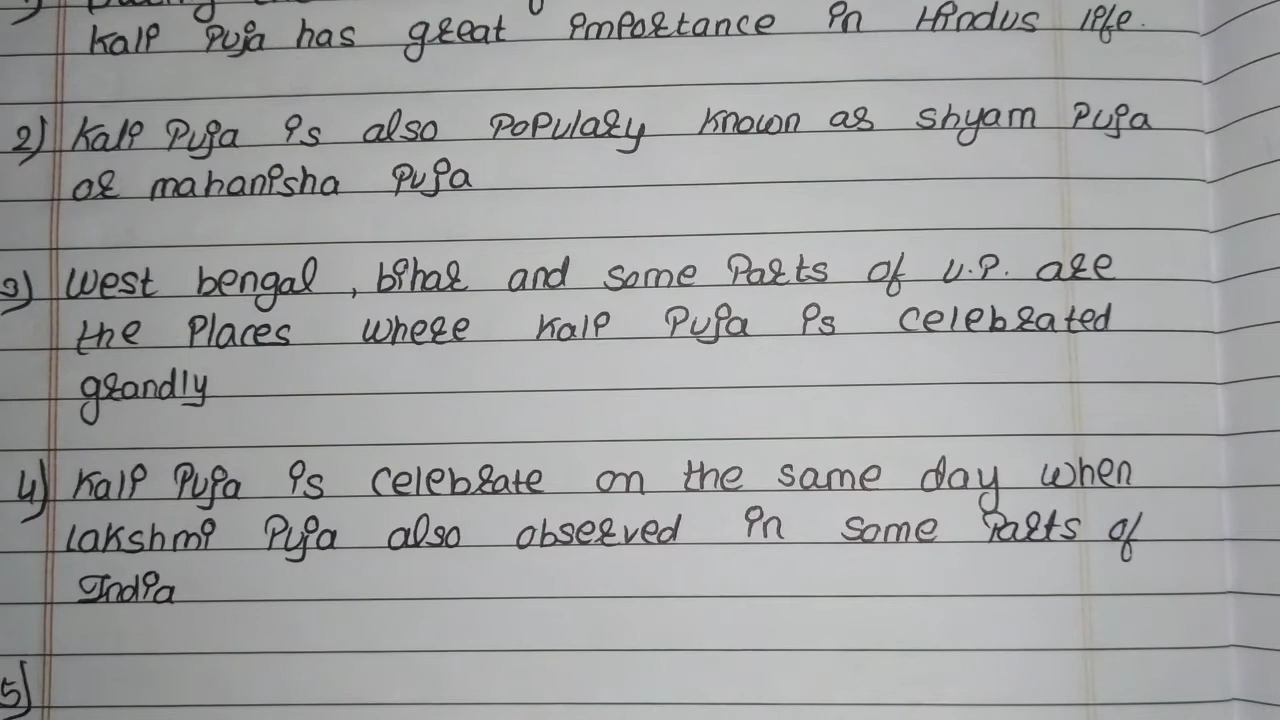 Kali Puja has great importance in Hindus life.
2) Kali Puja is also Populary known as shyam Puja
or mahanisha Puja
3) West bengal, bihar and some Parts of U.P. are
the Places where Kali Puja is celebrated
grandly
4) Kali Puja is celebrate on the same day when
lakshmi Puja also observed in some Parts of
India
5)